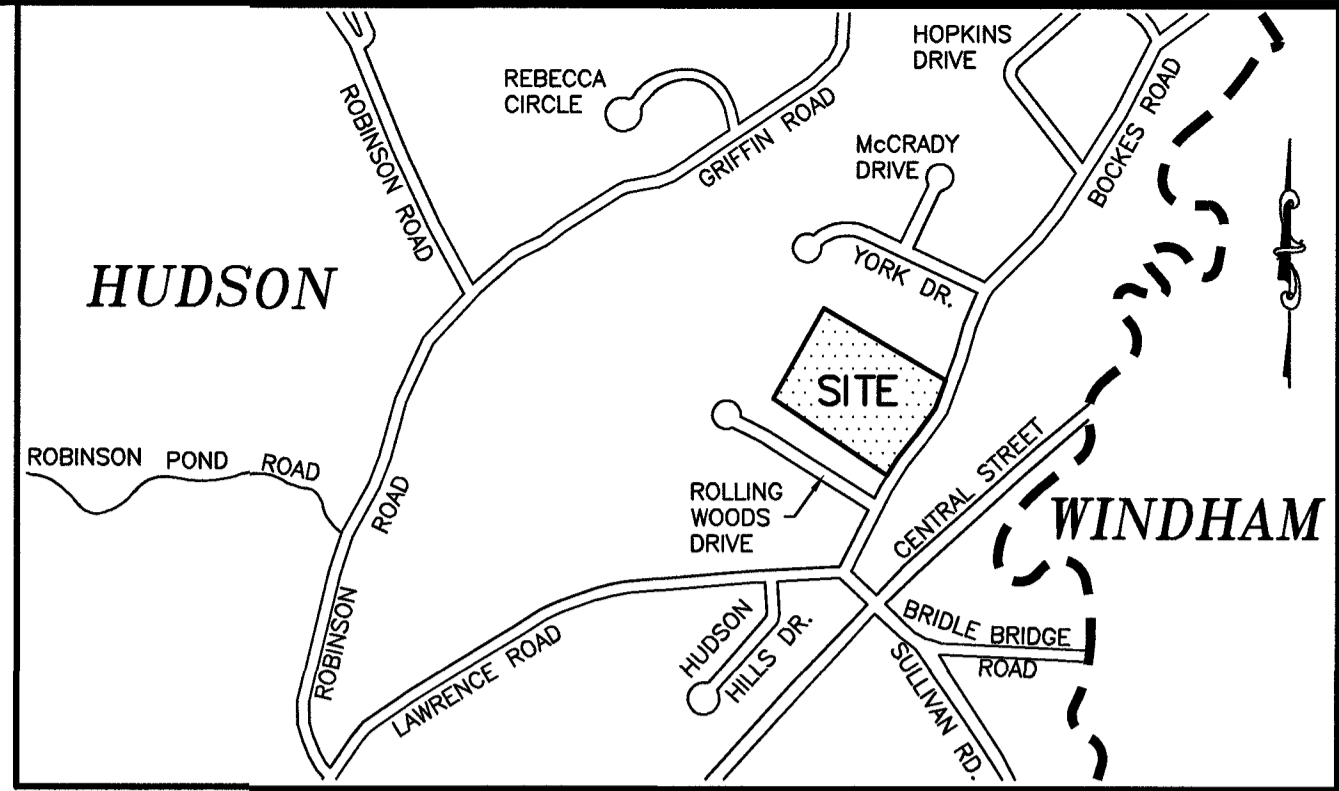 HOPKINS
DRIVE
REBECCA
CIRCLE
ROBINSON ROAD
GRIFFIN ROAD
BOCKES ROAD
McCRADY
DRIVE
HUDSON
YORK DR.
SITE
ROBINSON POND ROAD
ROAD
ROLLING
WOODS
DRIVE
CENTRAL STREET
WINDHAM
ROBINSON
LAWRENCE ROAD
HUDSON
HILLS DR.
BRIDLE BRIDGE
ROAD
SULLIVAN RD.